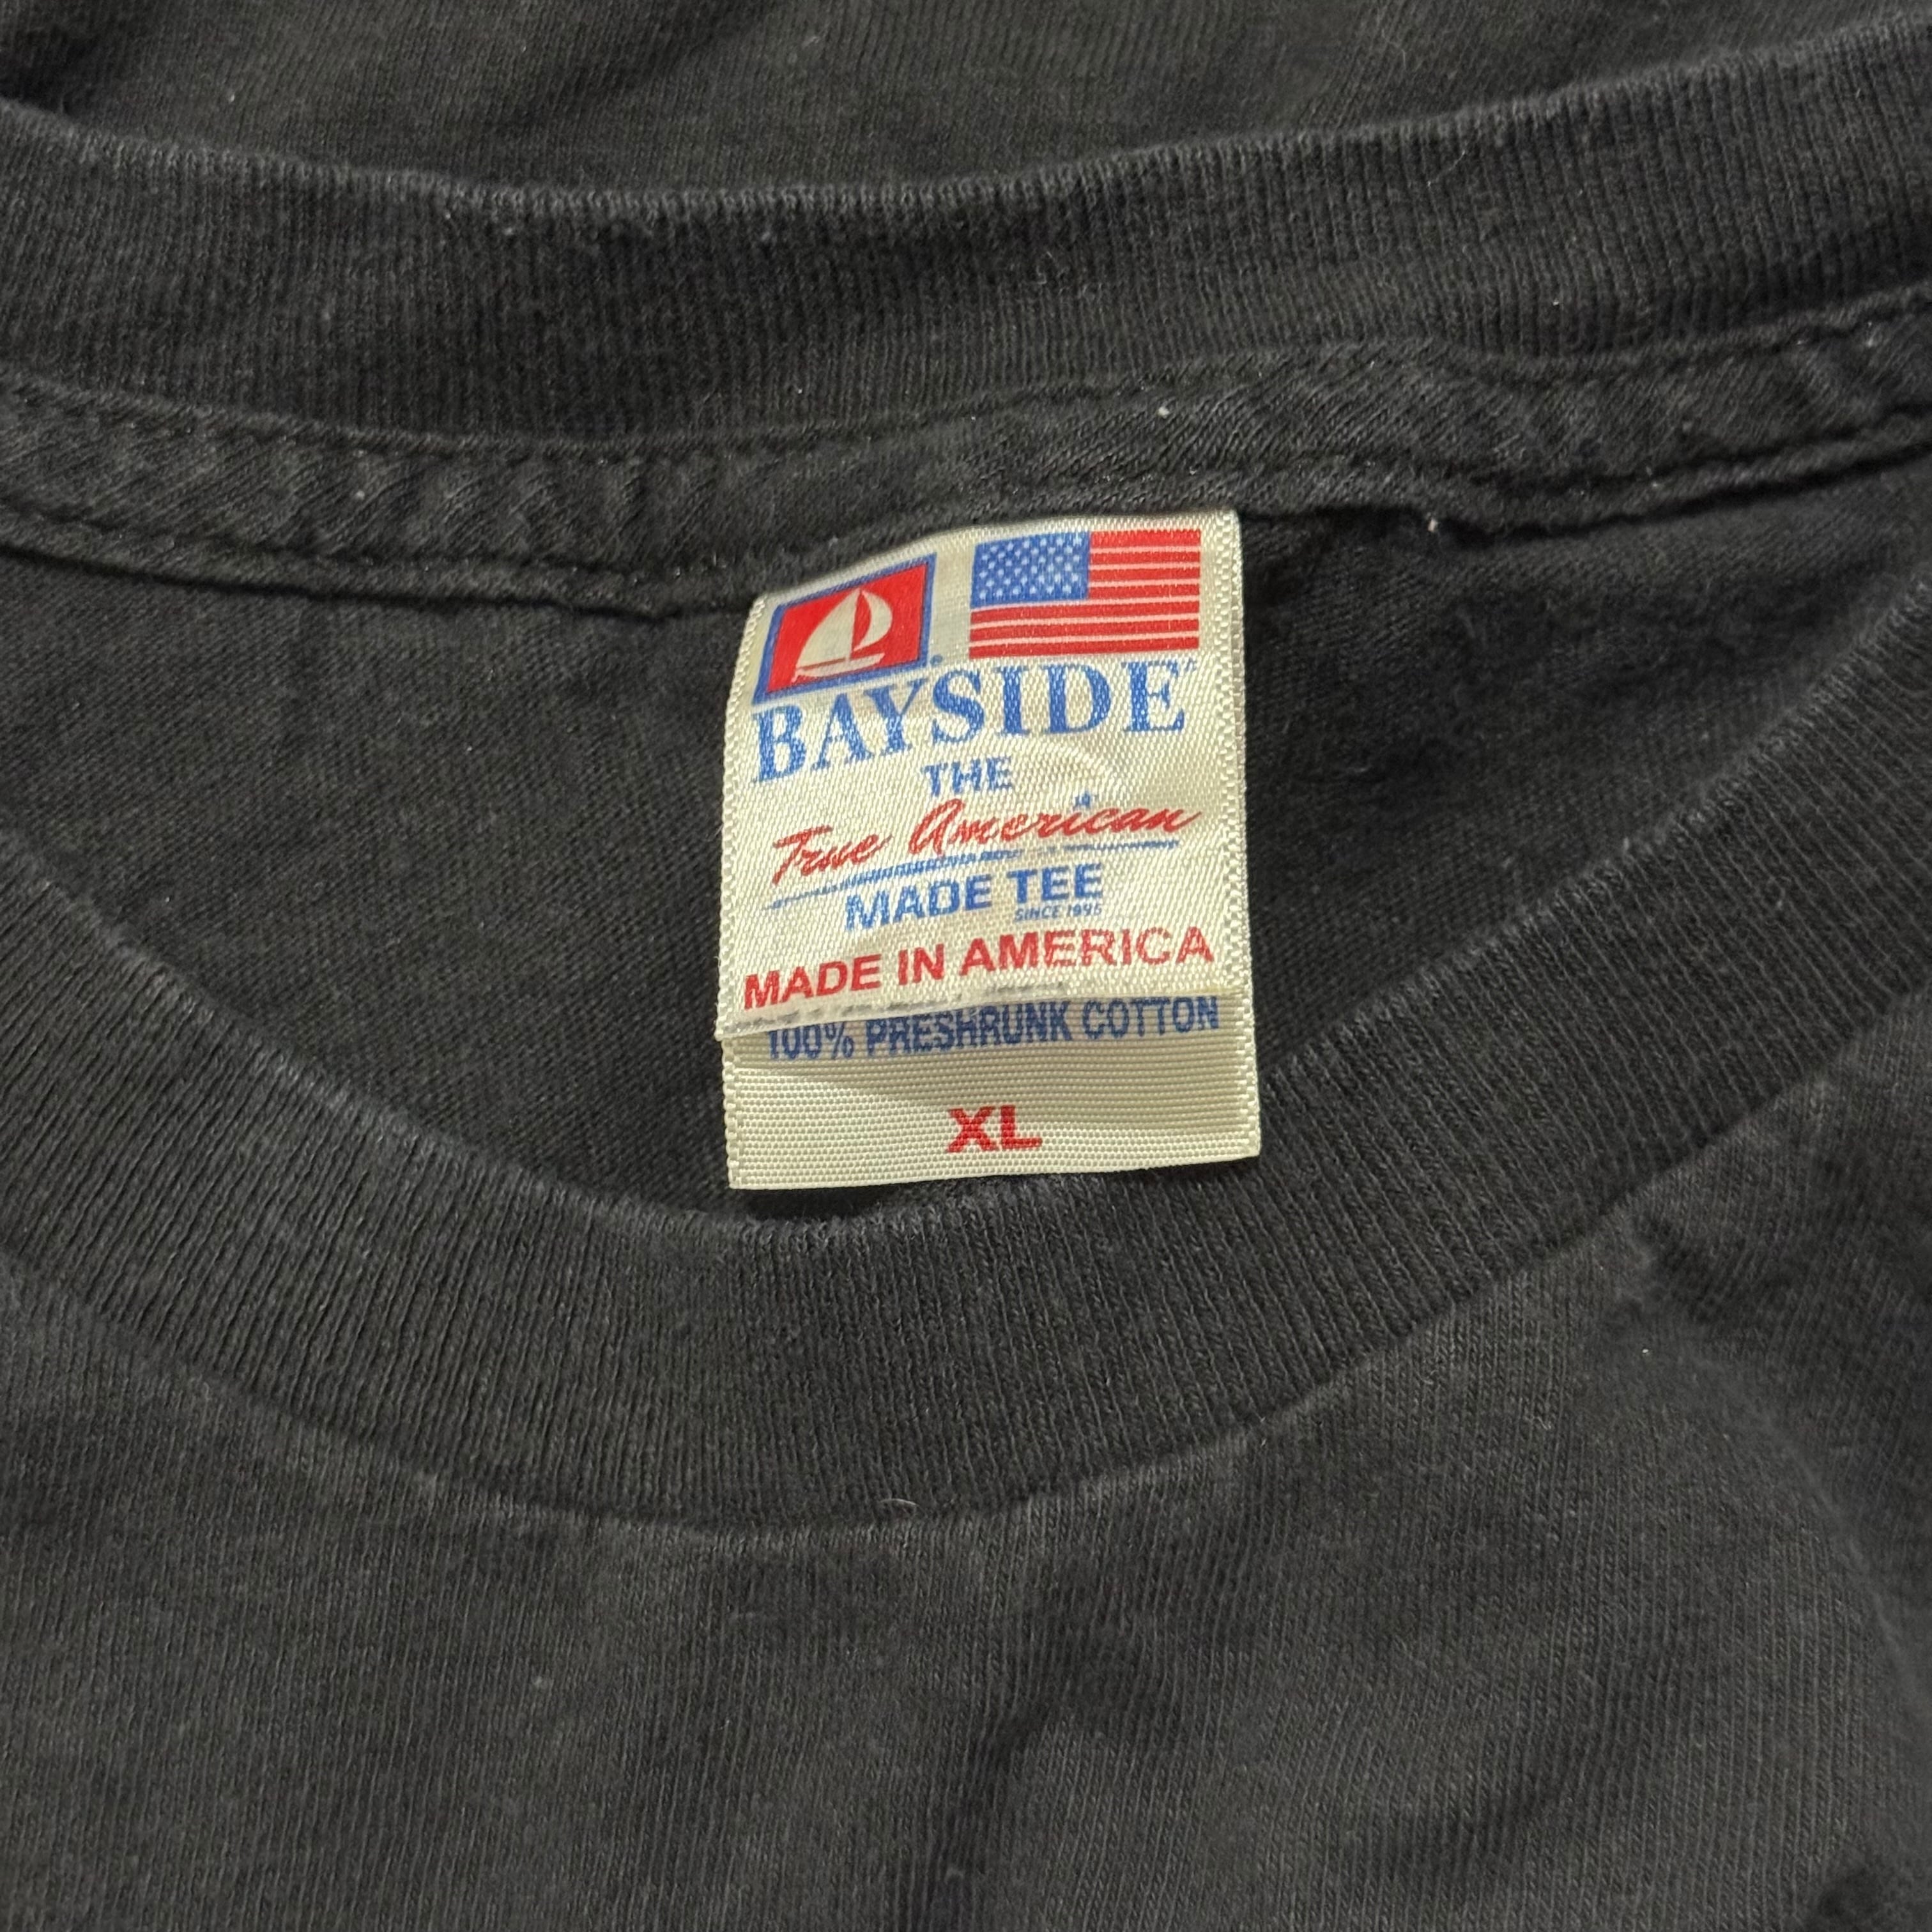 BAYSIDE
THE
True American
MADE TEE
SINCE 1995
MADE IN AMERICA
100% PRESHRUNK COTTON
XL